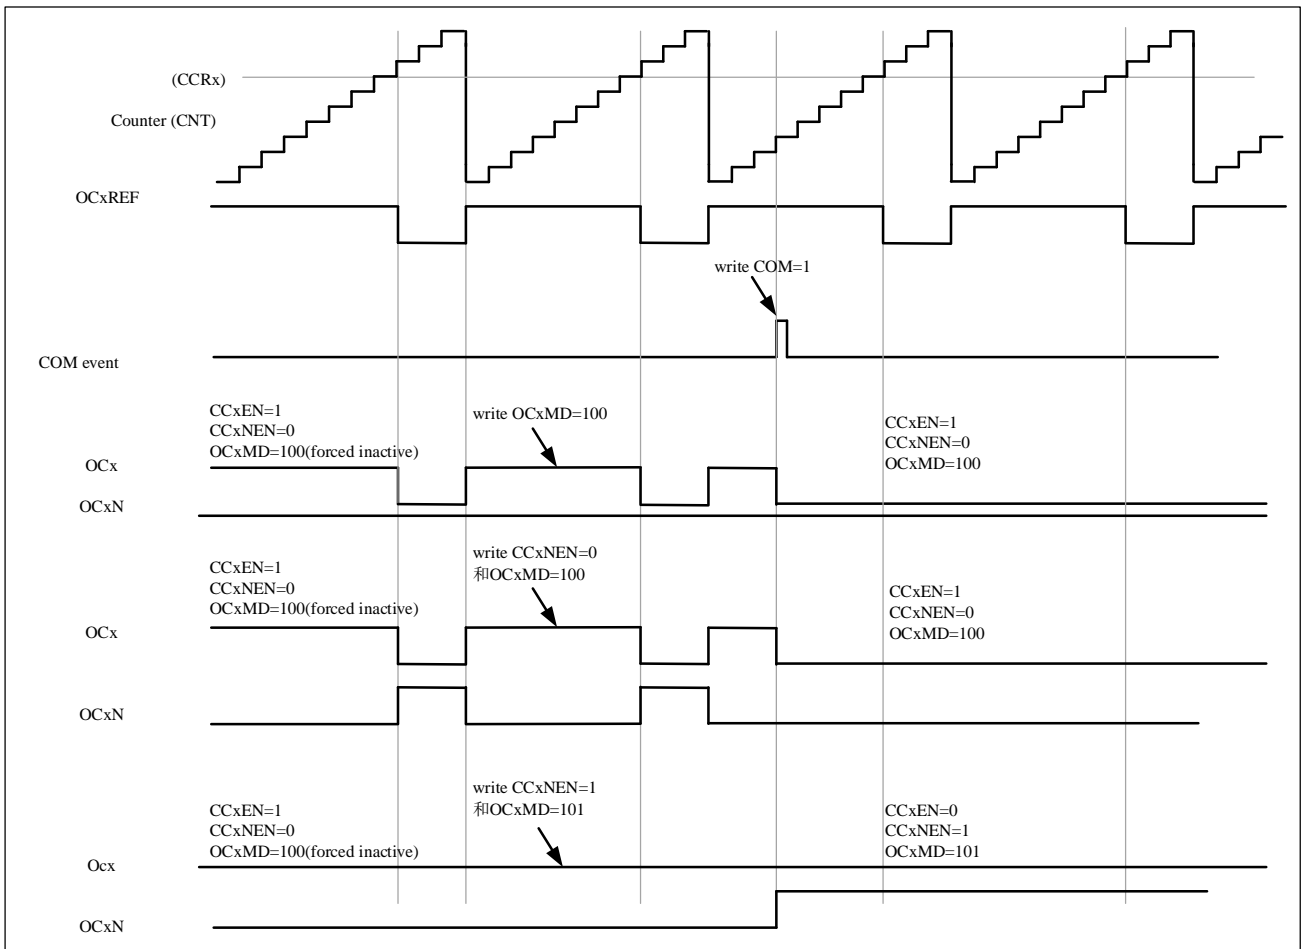 (CCRx)
Counter (CNT)
OCxREF
write COM=1
COM event
CCxEN=1
CCxNEN=0
OCxMD=100(forced inactive)
write OCxMD=100
CCxEN=1
CCxNEN=0
OCxMD=100
OCx
OCxN
CCxEN=1
CCxNEN=0
OCxMD=100(forced inactive)
write CCxNEN=0
和OCxMD=100
CCxEN=1
CCxNEN=0
OCxMD=100
OCx
OCxN
CCxEN=1
CCxNEN=0
OCxMD=100(forced inactive)
write CCxNEN=1
和OCxMD=101
CCxEN=0
CCxNEN=1
OCxMD=101
Ocx
OCxN